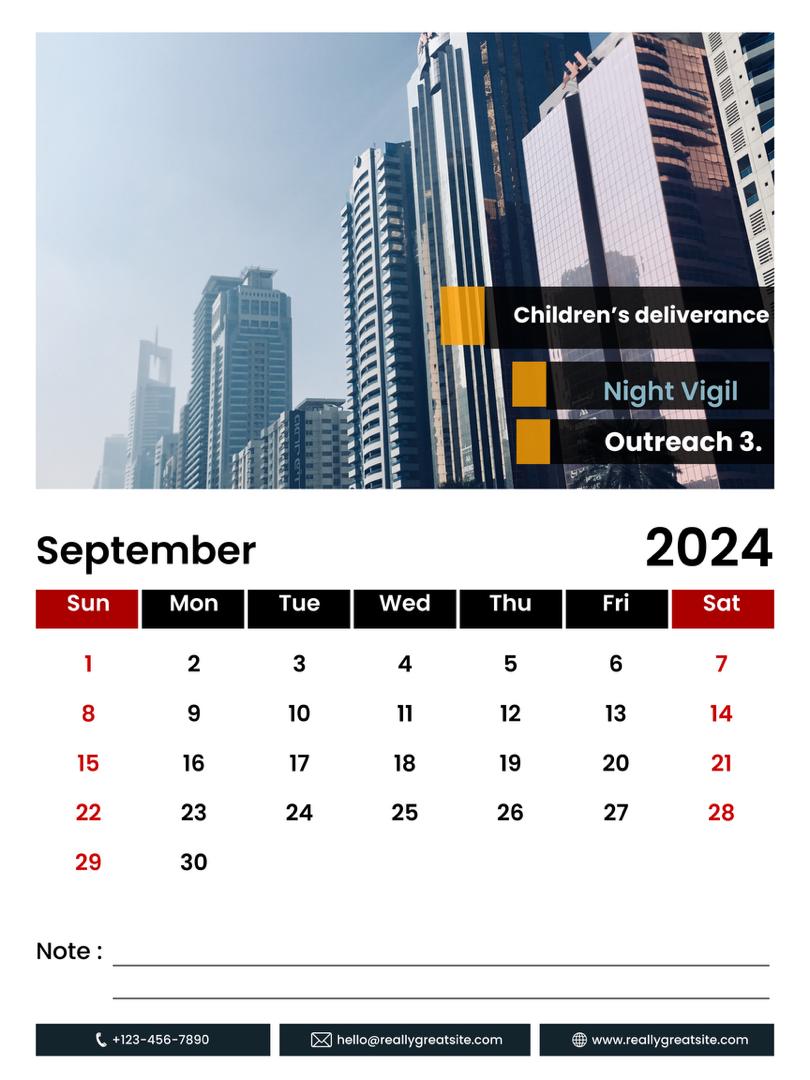 Children's deliverance
Night Vigil
Outreach 3.
September 2024
Sun Mon Tue Wed Thu Fri Sat
1 2 3 4 5 6 7
8 9 10 11 12 13 14
15 16 17 18 19 20 21
22 23 24 25 26 27 28
29 30
Note :
+123-456-7890 hello@reallygreatsite.com www.reallygreatsite.com